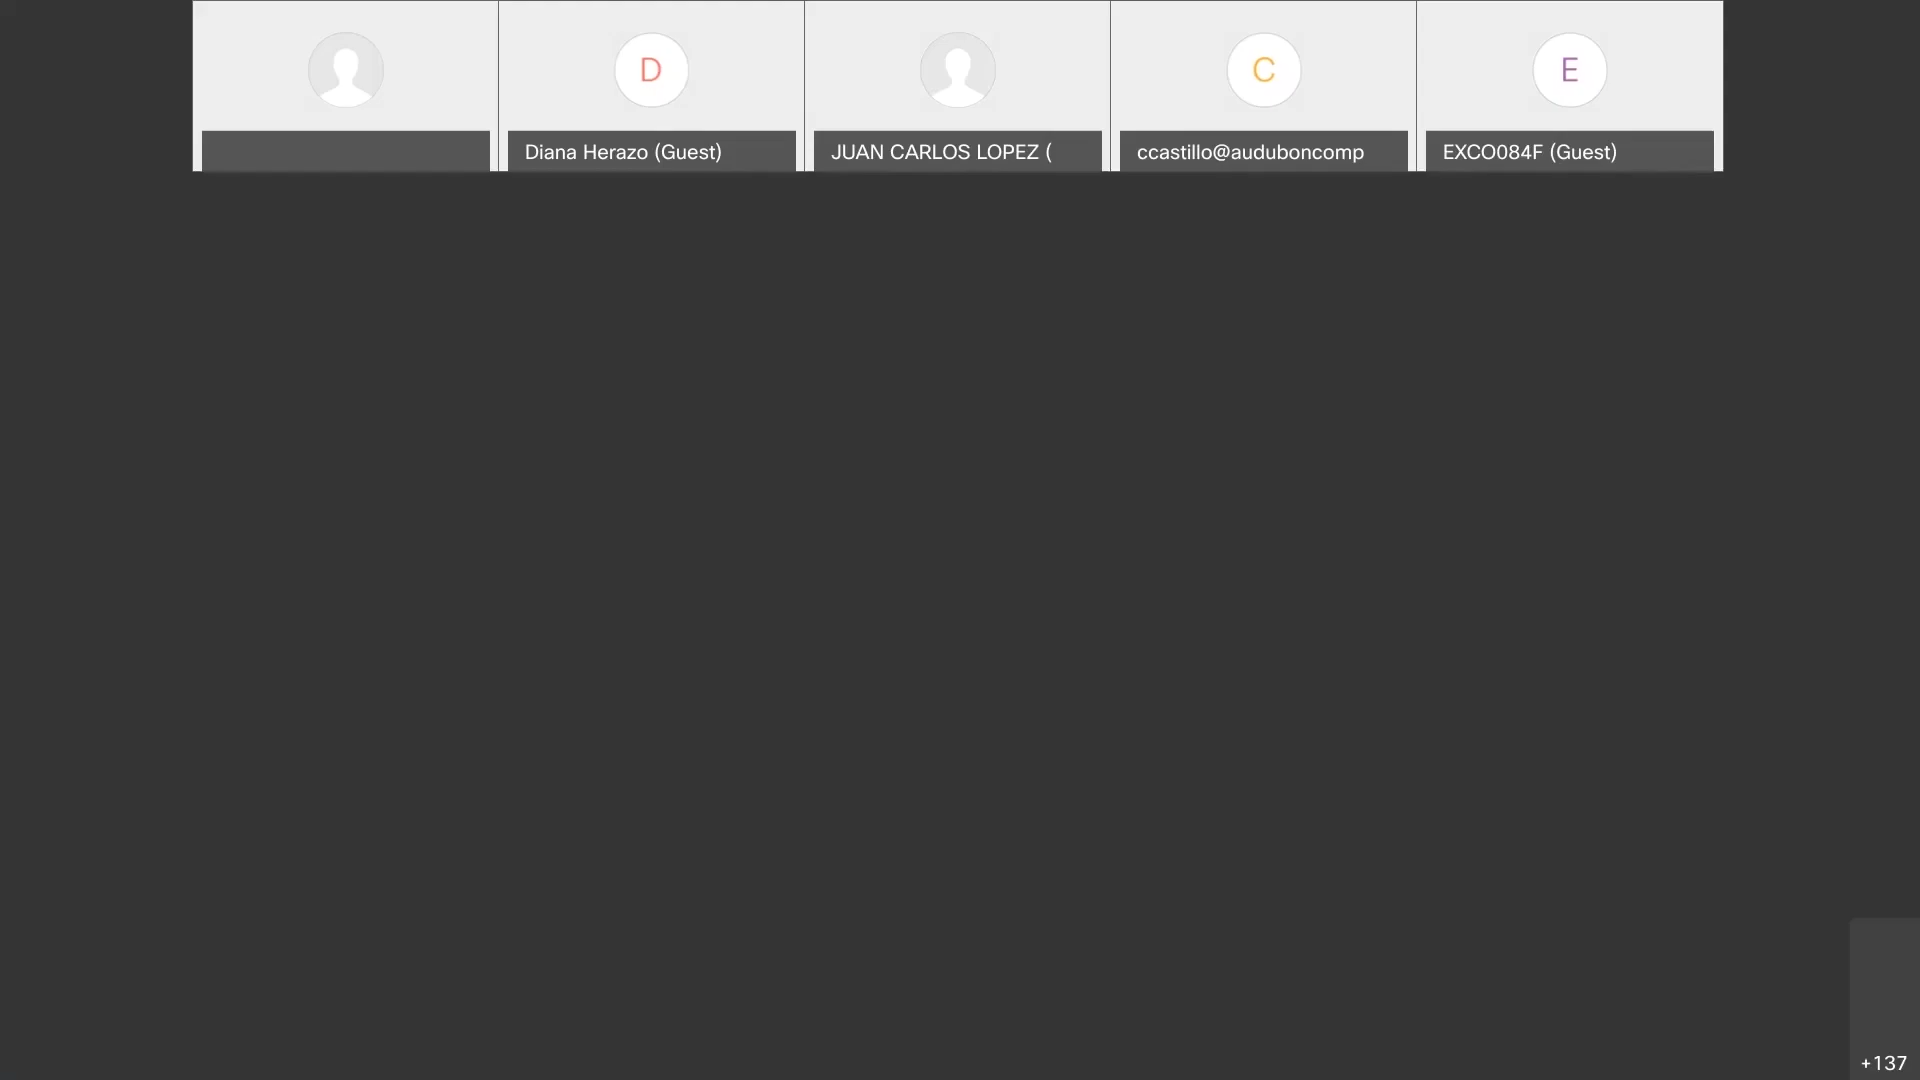 D
C
E
Diana Herazo (Guest)
JUAN CARLOS LOPEZ (
ccastillo@auduboncomp
EXCO084F (Guest)
+137